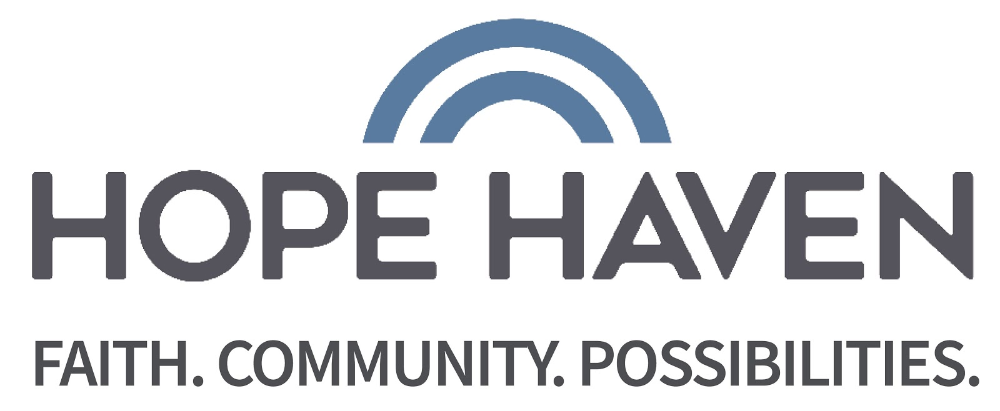 HOPE HAVEN
FAITH. COMMUNITY. POSSIBILITIES.